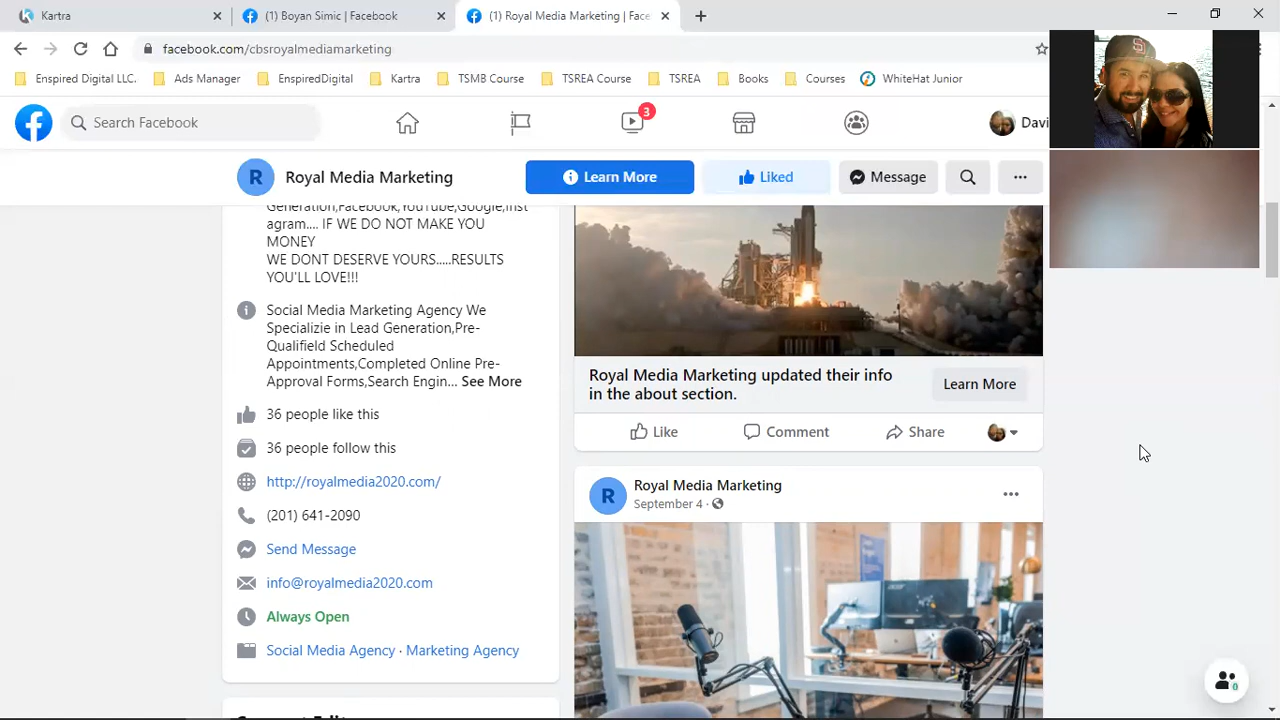 Kartra
(1) Boyan Simic | Facebook
(1) Royal Media Marketing | Face
facebook.com/cbsroyalmediamarketing
Enspired Digital LLC.
Ads Manager
EnspiredDigital
Kartra
TSMB Course
TSREA Course
TSREA
Books
Courses
WhiteHat Junior
Search Facebook
3
Davi
R
Royal Media Marketing
Learn More
Liked
Message
Generation,Facebook,YouTube,Google,Inst
agram.... IF WE DO NOT MAKE YOU
MONEY
WE DONT DESERVE YOURS.....RESULTS
YOU'LL LOVE!!!
Social Media Marketing Agency We
Specializie in Lead Generation,Pre-
Qualifield Scheduled
Appointments,Completed Online Pre-
Approval Forms,Search Engin... See More
36 people like this
36 people follow this
http://royalmedia2020.com/
(201) 641-2090
Send Message
info@royalmedia2020.com
Always Open
Social Media Agency · Marketing Agency
Royal Media Marketing updated their info
in the about section.
Learn More
Like
Comment
Share
R
Royal Media Marketing
September 4 ·
0